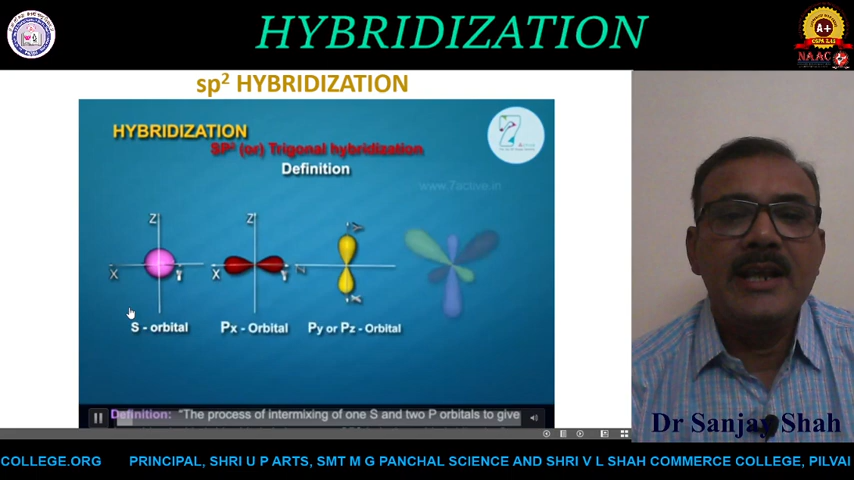 HYBRIDIZATION
A+
NAAC
sp² HYBRIDIZATION
HYBRIDIZATION
SP² (or) Trigonal hybridization
Definition
www.7active.in
Z Z
X X
S - orbital Px - Orbital Py or Pz - Orbital
Definition: "The process of intermixing of one S and two P orbitals to give
Dr Sanjay Shah
COLLEGE.ORG PRINCIPAL, SHRI U P ARTS, SMT M G PANCHAL SCIENCE AND SHRI V L SHAH COMMERCE COLLEGE, PILVAI